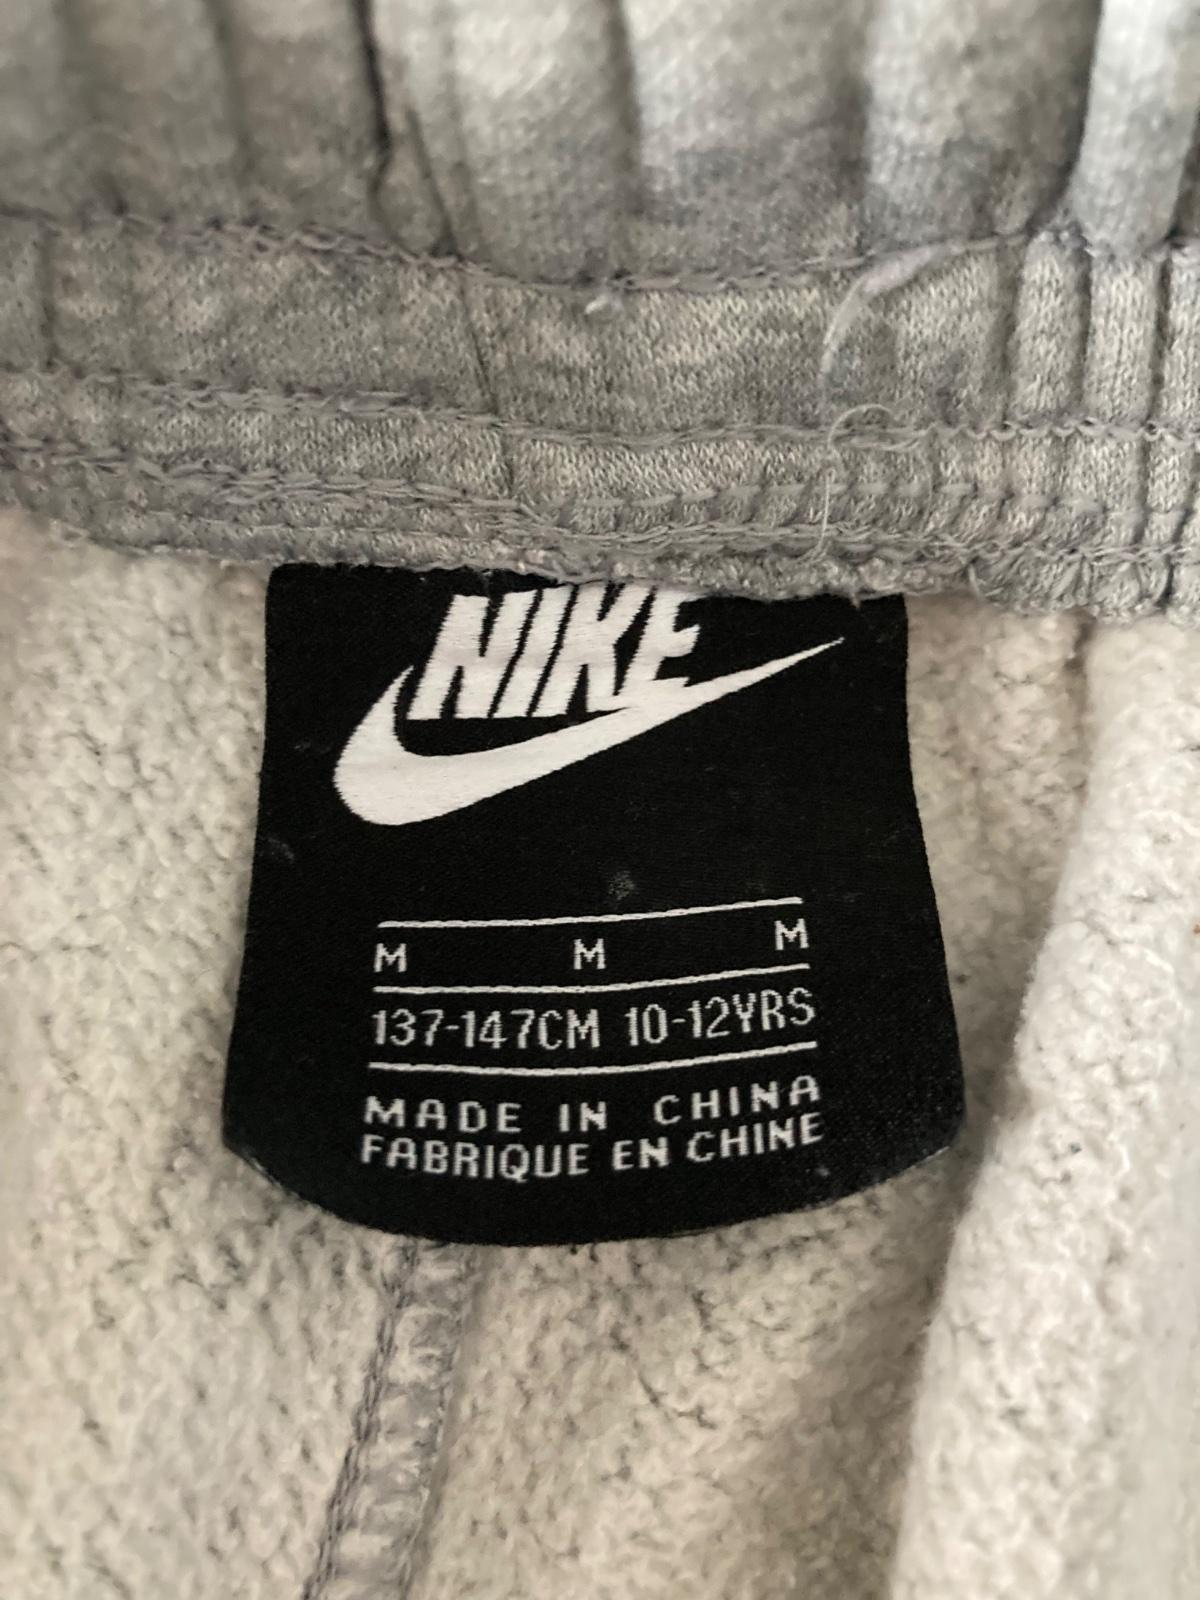 NIKE
M M M
137-147CM 10-12YRS
MADE IN CHINA
FABRIQUE EN CHINE